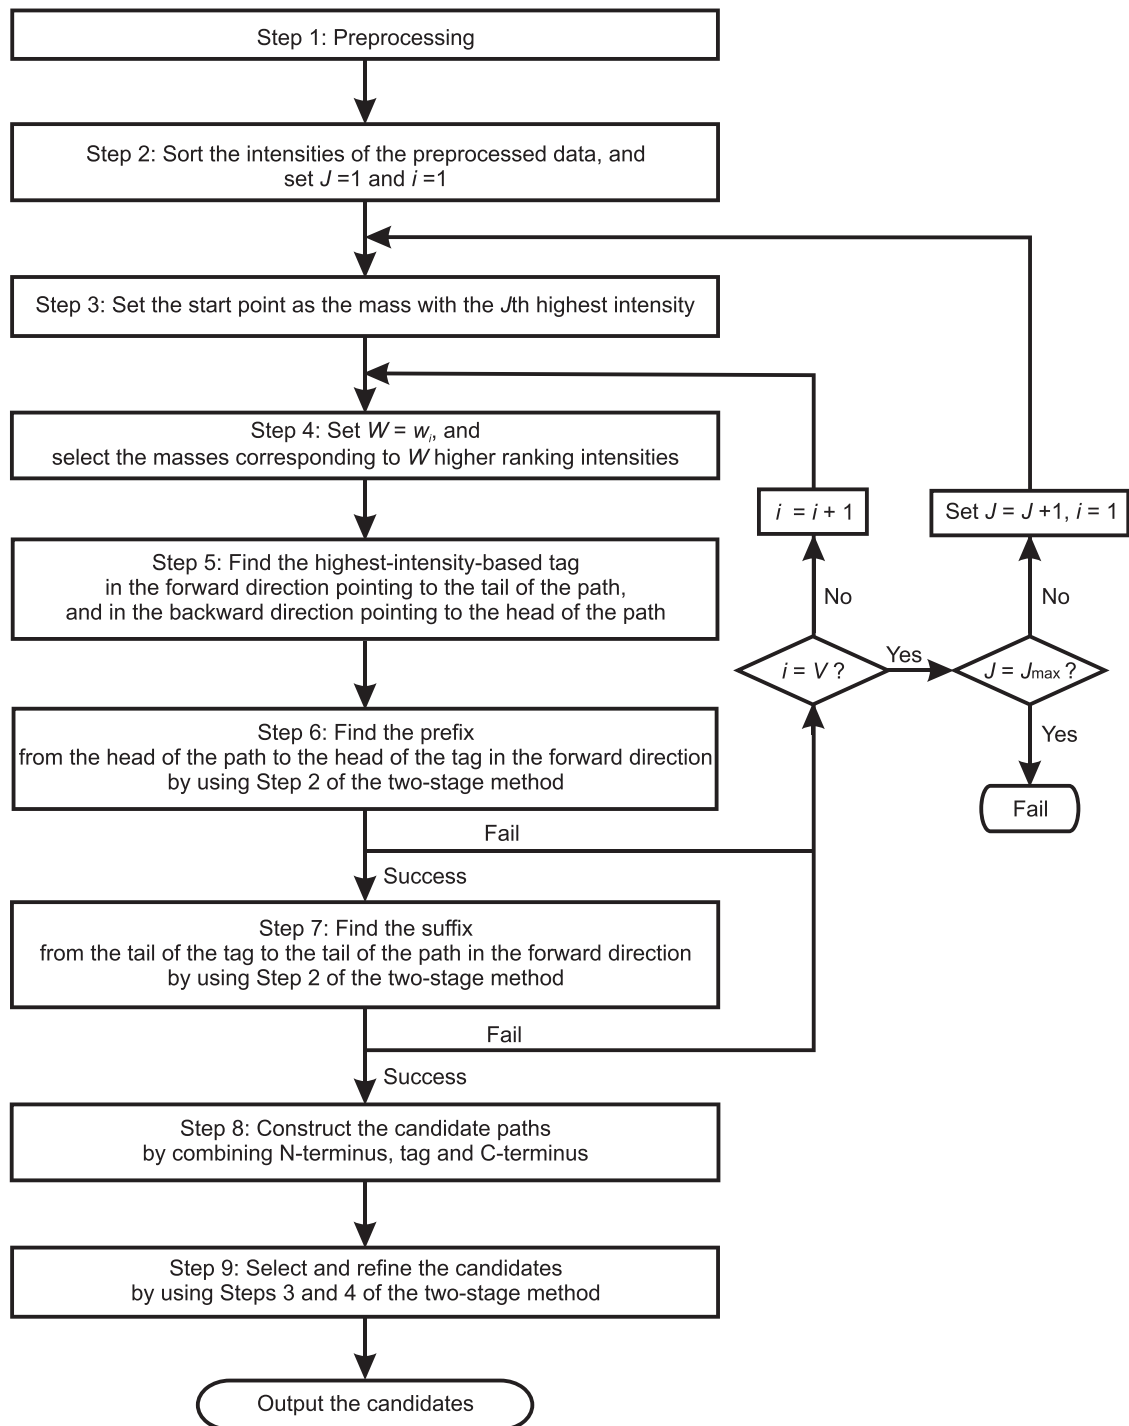 Step 1: Preprocessing
Step 2: Sort the intensities of the preprocessed data, and
set J =1 and i =1
Step 3: Set the start point as the mass with the Jth highest intensity
Step 4: Set W = wi, and
select the masses corresponding to W higher ranking intensities
i = i + 1
Set J = J +1, i = 1
Step 5: Find the highest-intensity-based tag
in the forward direction pointing to the tail of the path,
and in the backward direction pointing to the head of the path
No
No
i = V ?
Yes
J = Jmax ?
Yes
Fail
Step 6: Find the prefix
from the head of the path to the head of the tag in the forward direction
by using Step 2 of the two-stage method
Fail
Success
Step 7: Find the suffix
from the tail of the tag to the tail of the path in the forward direction
by using Step 2 of the two-stage method
Fail
Success
Step 8: Construct the candidate paths
by combining N-terminus, tag and C-terminus
Step 9: Select and refine the candidates
by using Steps 3 and 4 of the two-stage method
Output the candidates